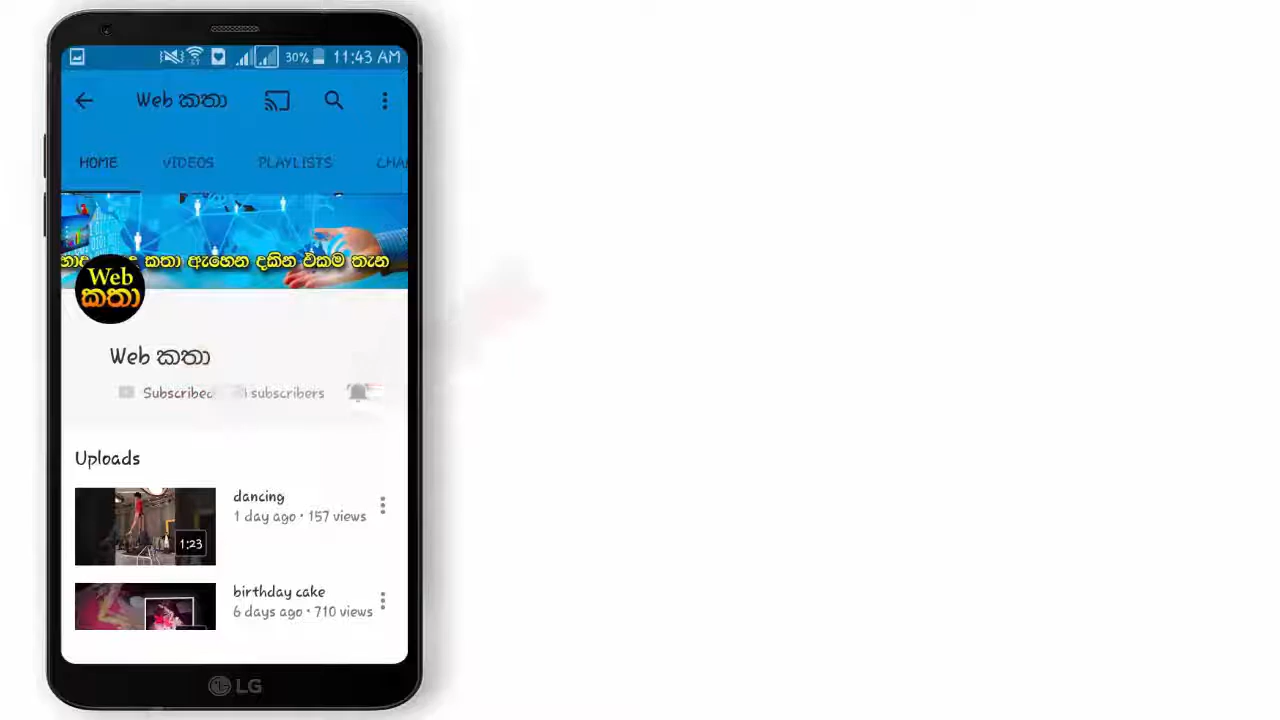 30% 11:43 AM
Web කතා
HOME VIDEOS PLAYLISTS
කතා ඇහෙන දකින එකම තැන
Web
කතා
Web කතා
Subscribed subscribers
Uploads
dancing
1 day ago • 157 views
1:23
birthday cake
6 days ago • 710 views
LG